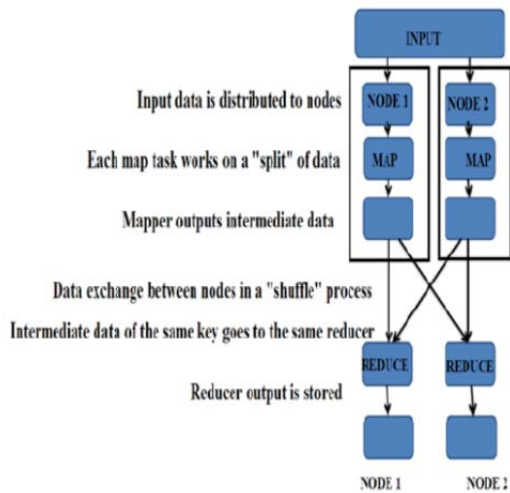 INPUT
Input data is distributed to nodes
NODE 1
NODE 2
Each map task works on a "split" of data
MAP
MAP
Mapper outputs intermediate data
Data exchange between nodes in a "shuffle" process
Intermediate data of the same key goes to the same reducer
REDUCE
REDUCE
Reducer output is stored
NODE 1
NODE 2